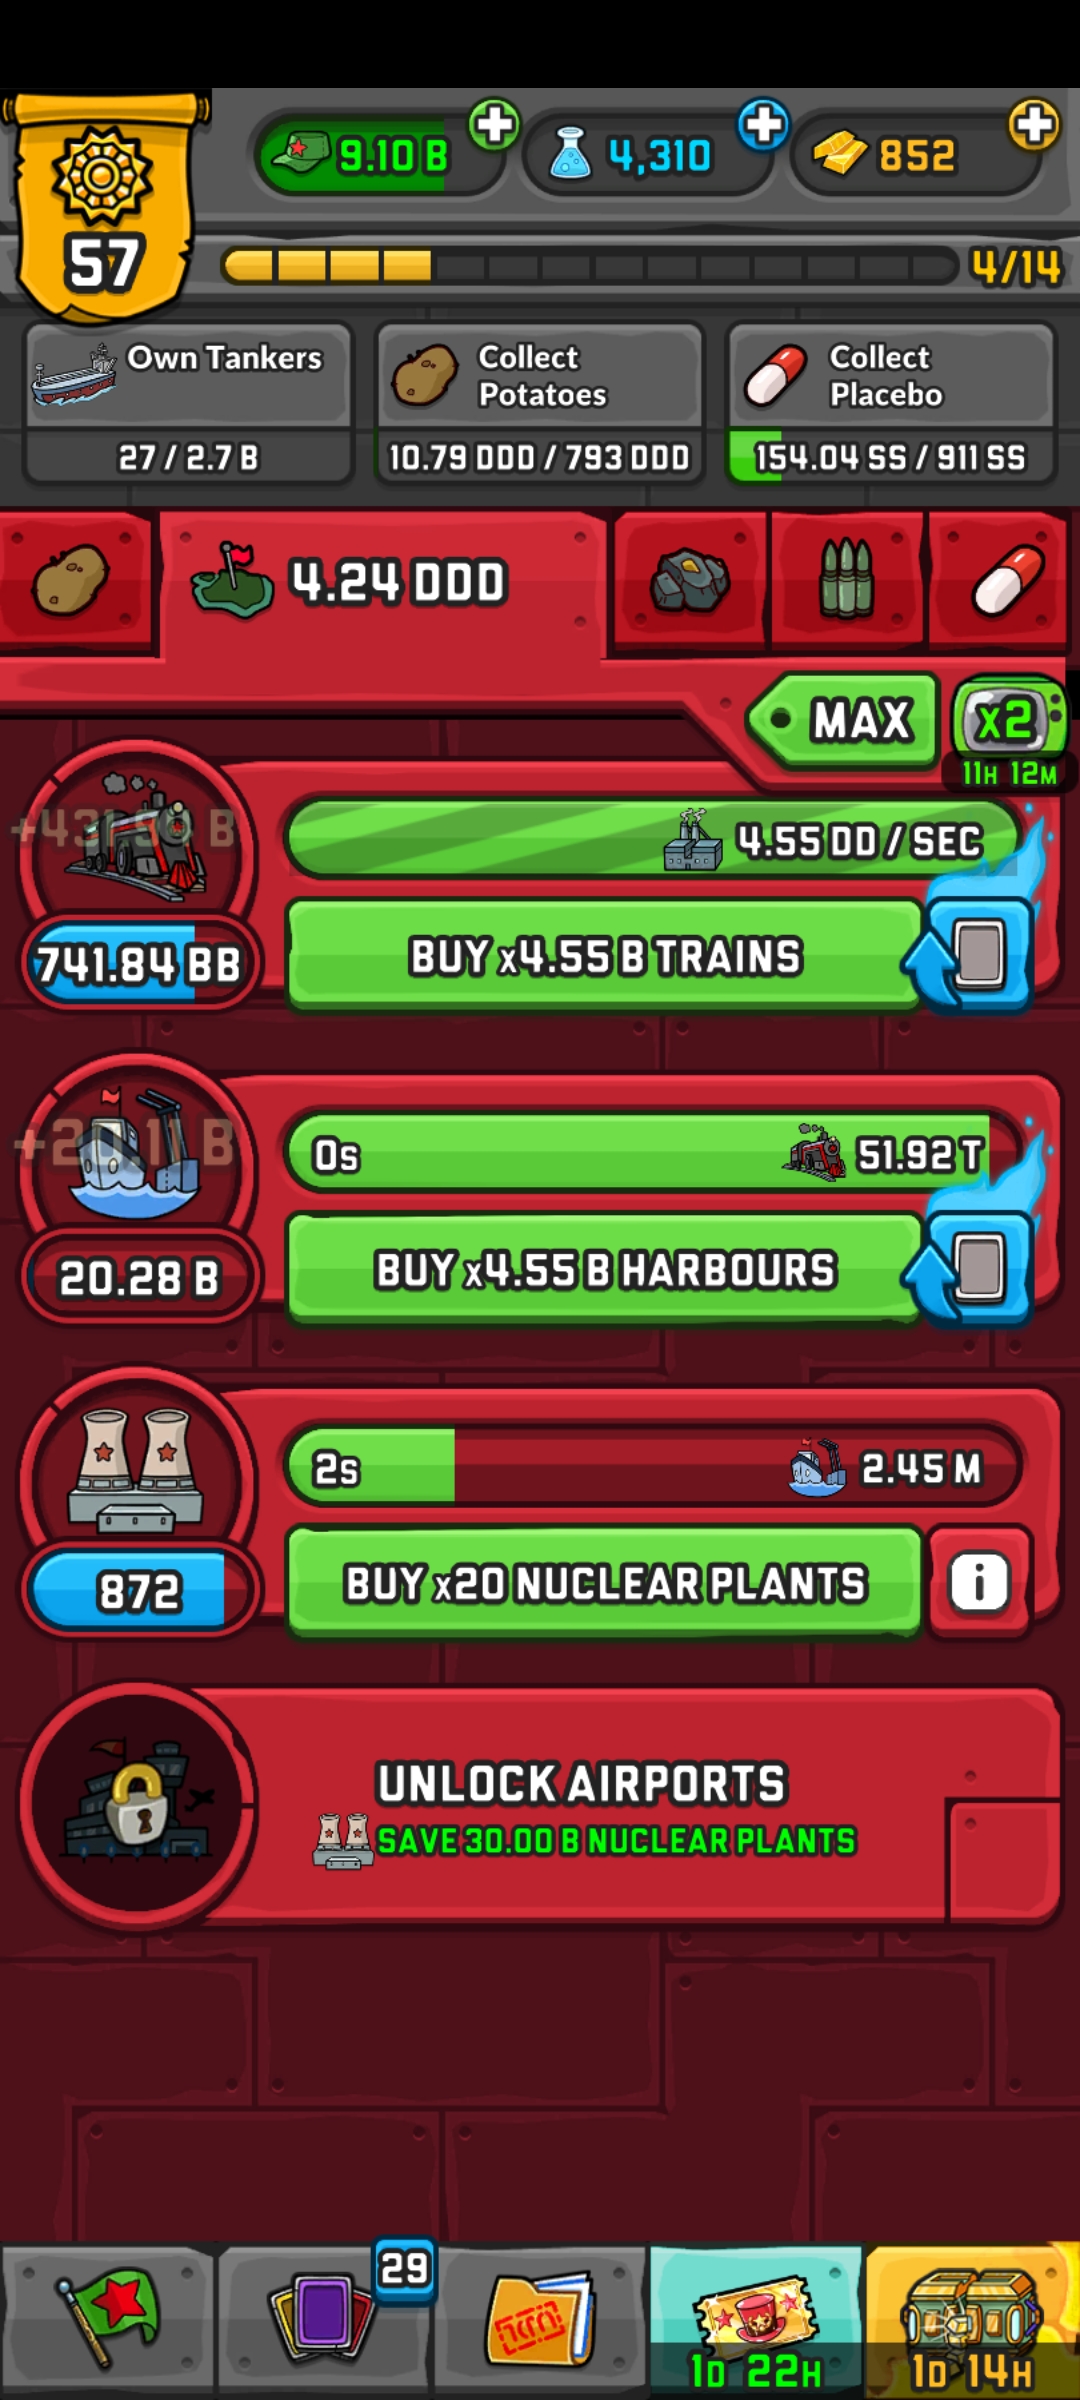 9.10 B
4,310
852
57
4/14
Own Tankers
27 / 2.7 B
Collect
Potatoes
10.79 DDD / 793 DDD
Collect
Placebo
154.04 SS / 911 SS
4.24 DDD
MAX
x2
11H 12M
4.55 DD / SEC
741.84 BB
BUY x4.55 B TRAINS
0s
51.92 T
20.28 B
BUY x4.55 B HARBOURS
2s
2.45 M
872
BUY x20 NUCLEAR PLANTS
i
UNLOCK AIRPORTS
SAVE 30.00 B NUCLEAR PLANTS
29
1D 22H
1D 14H